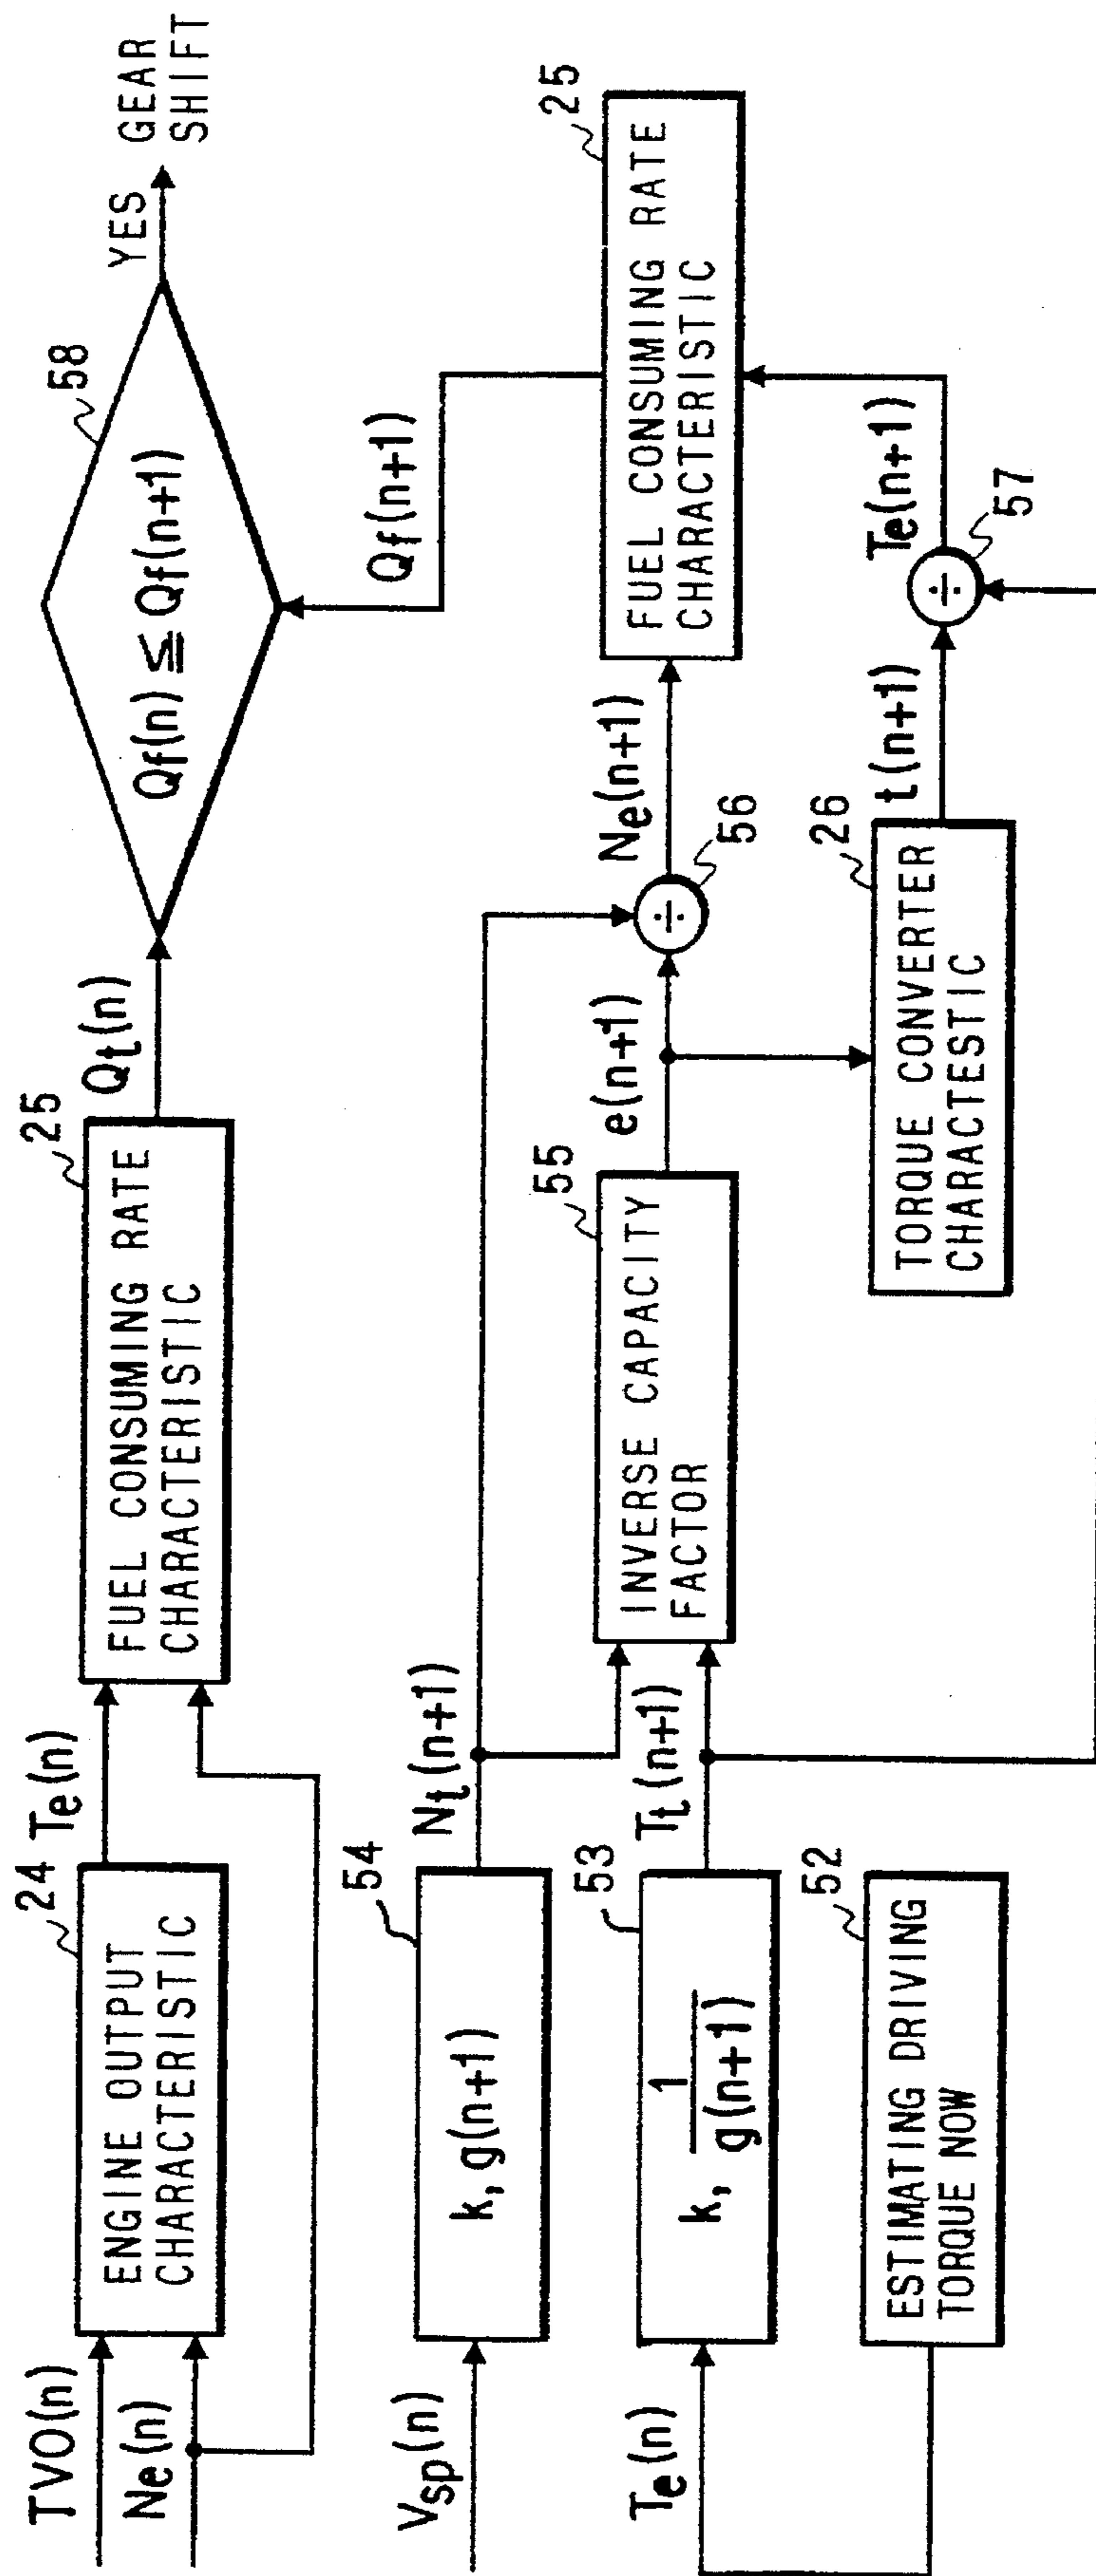 TVO(n)
Ne(n)
24
ENGINE OUTPUT
CHARACTERISTIC
Te(n)
25
FUEL CONSUMING RATE
CHARACTERISTIC
Qt(n)
58
Qf(n) ≦ Qf(n+1)
YES
GEAR
SHIFT
Vsp(n)
54
k, g(n+1)
Nt(n+1)
Te(n)
53
k, 1
g(n+1)
Tt(n+1)
52
ESTIMATING DRIVING
TORQUE NOW
55
INVERSE CAPACITY
FACTOR
e(n+1)
÷
56
Ne(n+1)
25
FUEL CONSUMING RATE
CHARACTERISTIC
Qf(n+1)
26
TORQUE CONVERTER
CHARACTESTIC
t(n+1)
÷
57
Te(n+1)